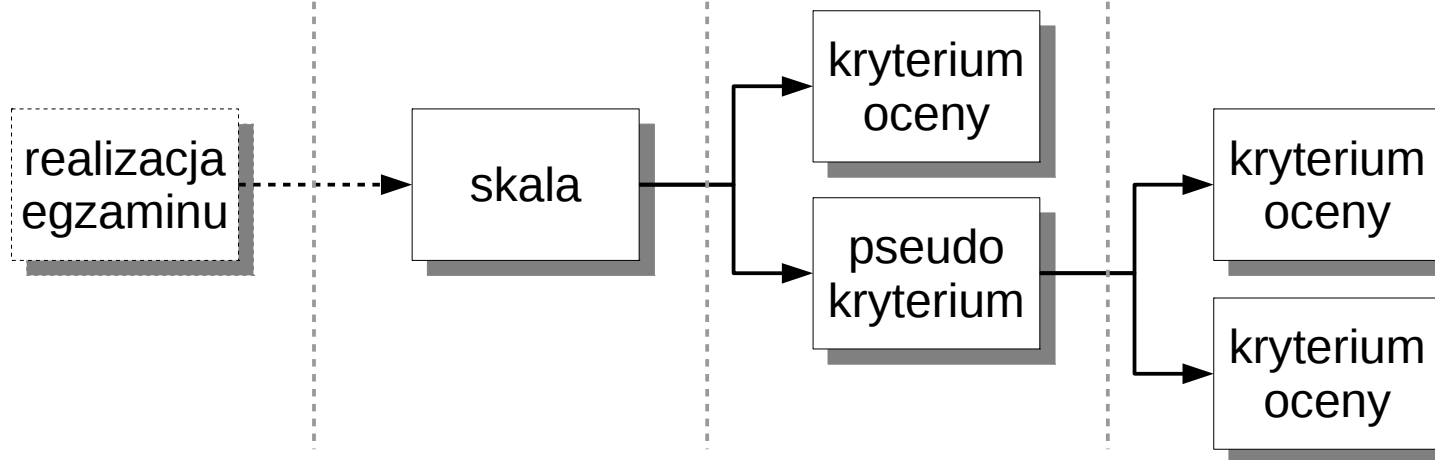 realizacja
egzaminu
skala
kryterium
oceny
pseudo
kryterium
kryterium
oceny
kryterium
oceny